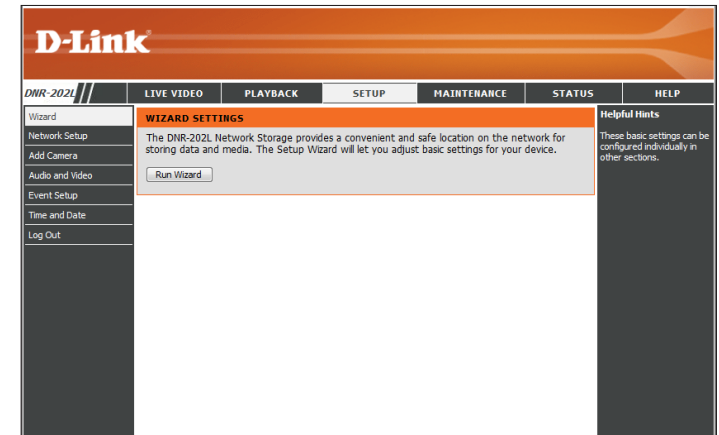 D-Link
DNR-202L
LIVE VIDEO
PLAYBACK
SETUP
MAINTENANCE
STATUS
HELP
Wizard
Network Setup
Add Camera
Audio and Video
Event Setup
Time and Date
Log Out
WIZARD SETTINGS
The DNR-202L Network Storage provides a convenient and safe location on the network for
storing data and media. The Setup Wizard will let you adjust basic settings for your device.
Run Wizard
Helpful Hints
These basic settings can be
configured individually in
other sections.